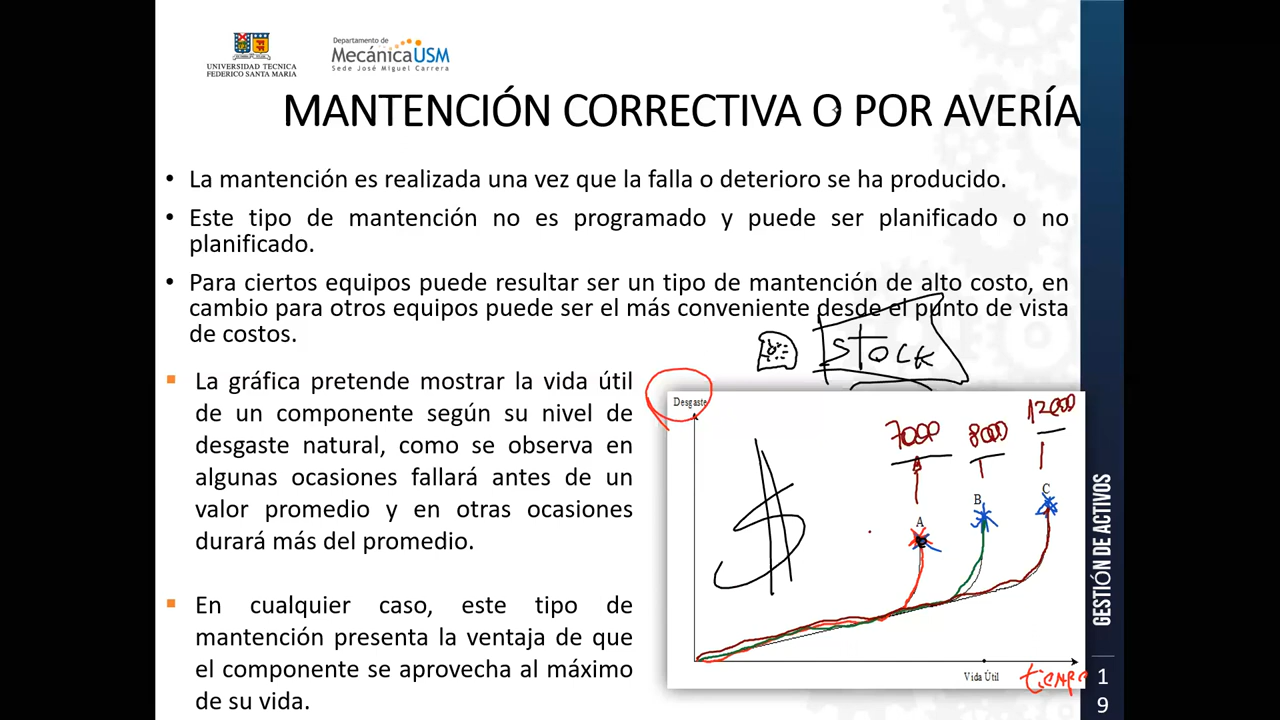 UNIVERSIDAD TECNICA
FEDERICO SANTA MARIA
Departamento de
MecánicaUSM
Sede José Miguel Carrera
MANTENCIÓN CORRECTIVA O POR AVERÍA
• La mantención es realizada una vez que la falla o deterioro se ha producido.
• Este tipo de mantención no es programado y puede ser planificado o no
planificado.
• Para ciertos equipos puede resultar ser un tipo de mantención de alto costo, en
cambio para otros equipos puede ser el más conveniente desde el punto de vista
de costos.
La gráfica pretende mostrar la vida útil
de un componente según su nivel de
desgaste natural, como se observa en
algunas ocasiones fallará antes de un
valor promedio y en otras ocasiones
durará más del promedio.
En cualquier caso, este tipo de
mantención presenta la ventaja de que
el componente se aprovecha al máximo
de su vida.
STOCK
Desgaste
7000
8000
12000
$
A
B
C
Vida Útil
tiempo
GESTIÓN DE ACTIVOS
1
9